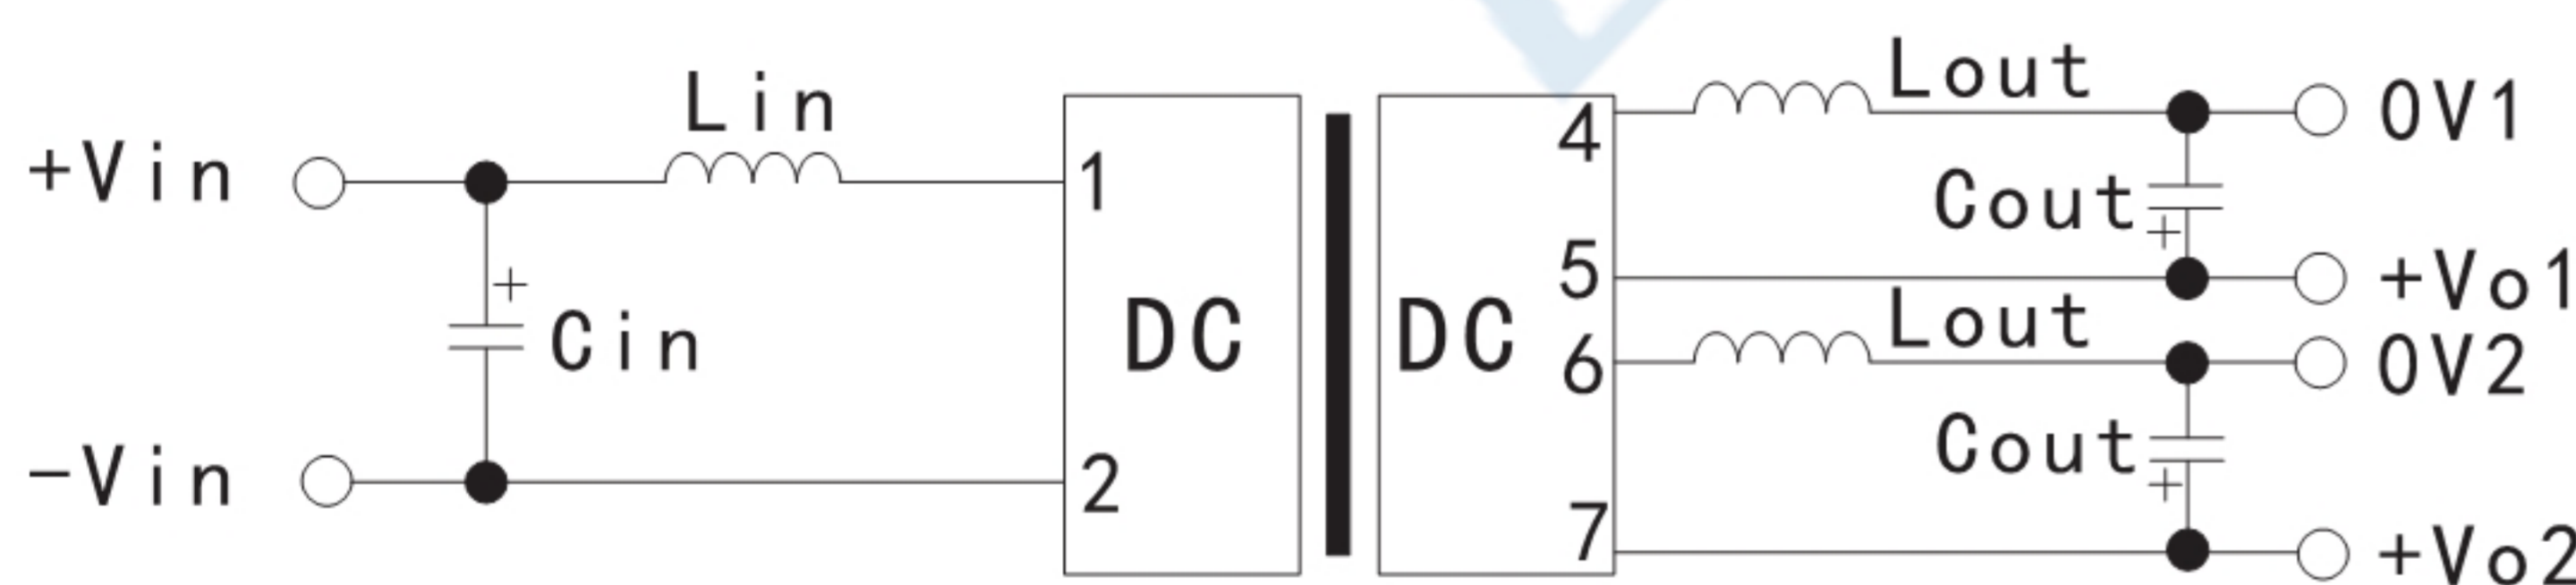 +Vin
Lin
Cin
-Vin
1
2
DC
DC
4
5
6
7
Lout
0V1
Cout
+Vo1
Lout
0V2
Cout
+Vo2
+
+
+